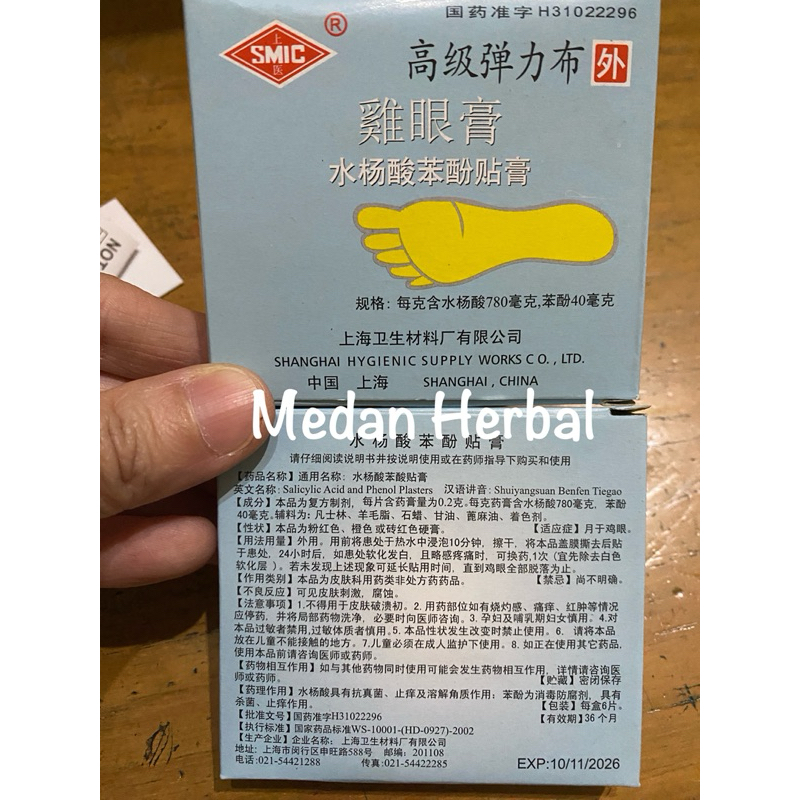 国药准字H31022296
上
SMIC
医
®
高级弹力布 外
雞眼膏
水杨酸苯酚贴膏
规格: 每克含水杨酸780毫克,苯酚40毫克
上海卫生材料厂有限公司
SHANGHAI HYGIENIC SUPPLY WORKS CO., LTD.
中国 上海 SHANGHAI, CHINA
NOT
Medan Herbal
水杨酸苯酚贴膏
请仔细阅读说明书井按说明使用或在药师指导下购买和使用
【药品名称】通用名称: 水杨酸苯酸贴膏
英文名称: Salicylic Acid and Phenol Plasters 汉语讲音: Shuiyangsuan Benfen Tiegao
【成分】本品为复方制剂, 每片含药膏量为0.2克。每克药膏含水杨酸780毫克, 苯酚
40毫克。辅料为: 凡士林、羊毛脂、石蜡、甘油、蓖麻油、着色剂。
【性状】本品为粉红色、橙色或砖红色硬膏。 【适应症】月于鸡眼。
【用法用量】外用。用前将患处于热水中浸泡10分钟, 擦干, 将本品盖膜撕去后贴
于患处, 24小时后, 如患处软化发白, 且略感疼痛时, 可换药,1次 (宜先除去白色
软化层 )。若未发现上述现象可延长贴用时间, 直到鸡眼全部脱落为止。
【作用类别】本品为皮肤科用药类非处方药药品。 【禁忌】尚不明确。
【不良反应】可见皮肤刺激, 腐蚀。
【法意事项】1.不得用于皮肤破溃初。2. 用药部位如有烧灼感、痛痒、红肿等情况
应停药, 井将局部药物洗净, 必要时向医师咨询。3. 孕妇及哺乳期妇女慎用。4.对
本品过敏者禁用,过敏体质者慎用。5. 本品性状发生改变时禁止使用。6. 请将本品
放在儿童不能接触的地方。7.儿童必须在成人监护下使用。8. 如正在使用其它药品,
使用本品前请咨询医师或药师。
【药物相互作用】如与其他药物同时使用可能会发生药物相互作用, 详情请咨询医
师或药师。 【贮藏】密闭保存
【药理作用】水杨酸具有抗真菌、止痒及溶解角质作用: 苯酚为消毒防腐剂, 具有
杀菌、止痒作用。 【包装】每盒6片。
【批准文号】国药准字H31022296 【有效期】36个月
【执行标准】国家药品标准WS-10001-(HD-0927)-2002
【生产企业】企业名称: 上海卫生材料厂有限公司
地址: 上海市闵行区申旺路588号 邮编: 201108
电话:021-54421288 传真:021-54422285
EXP:10/11/2026